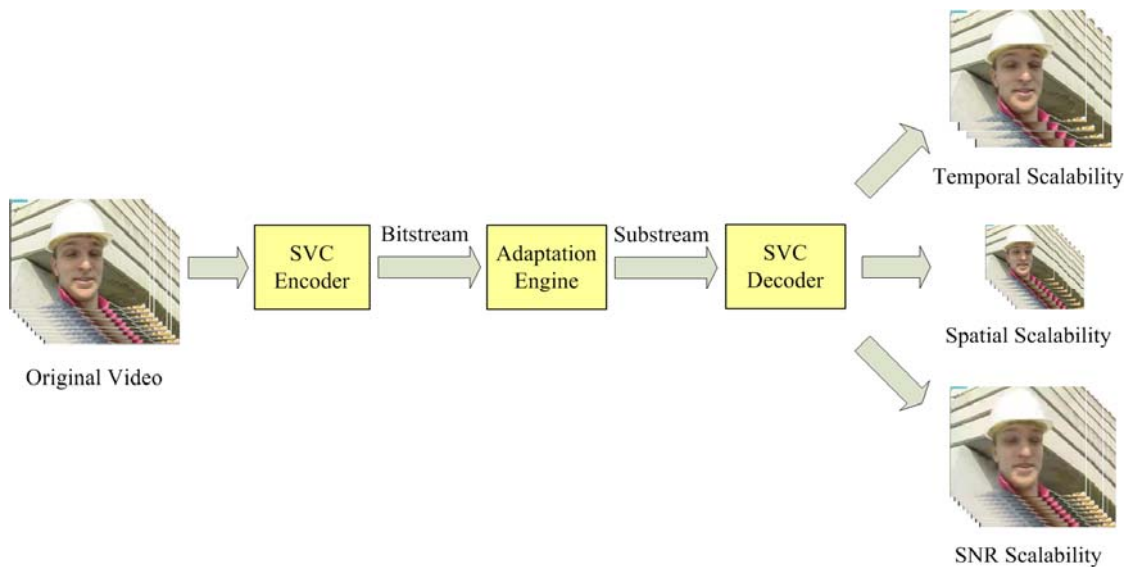 Original Video
SVC
Encoder
Bitstream
Adaptation
Engine
Substream
SVC
Decoder
Temporal Scalability
Spatial Scalability
SNR Scalability